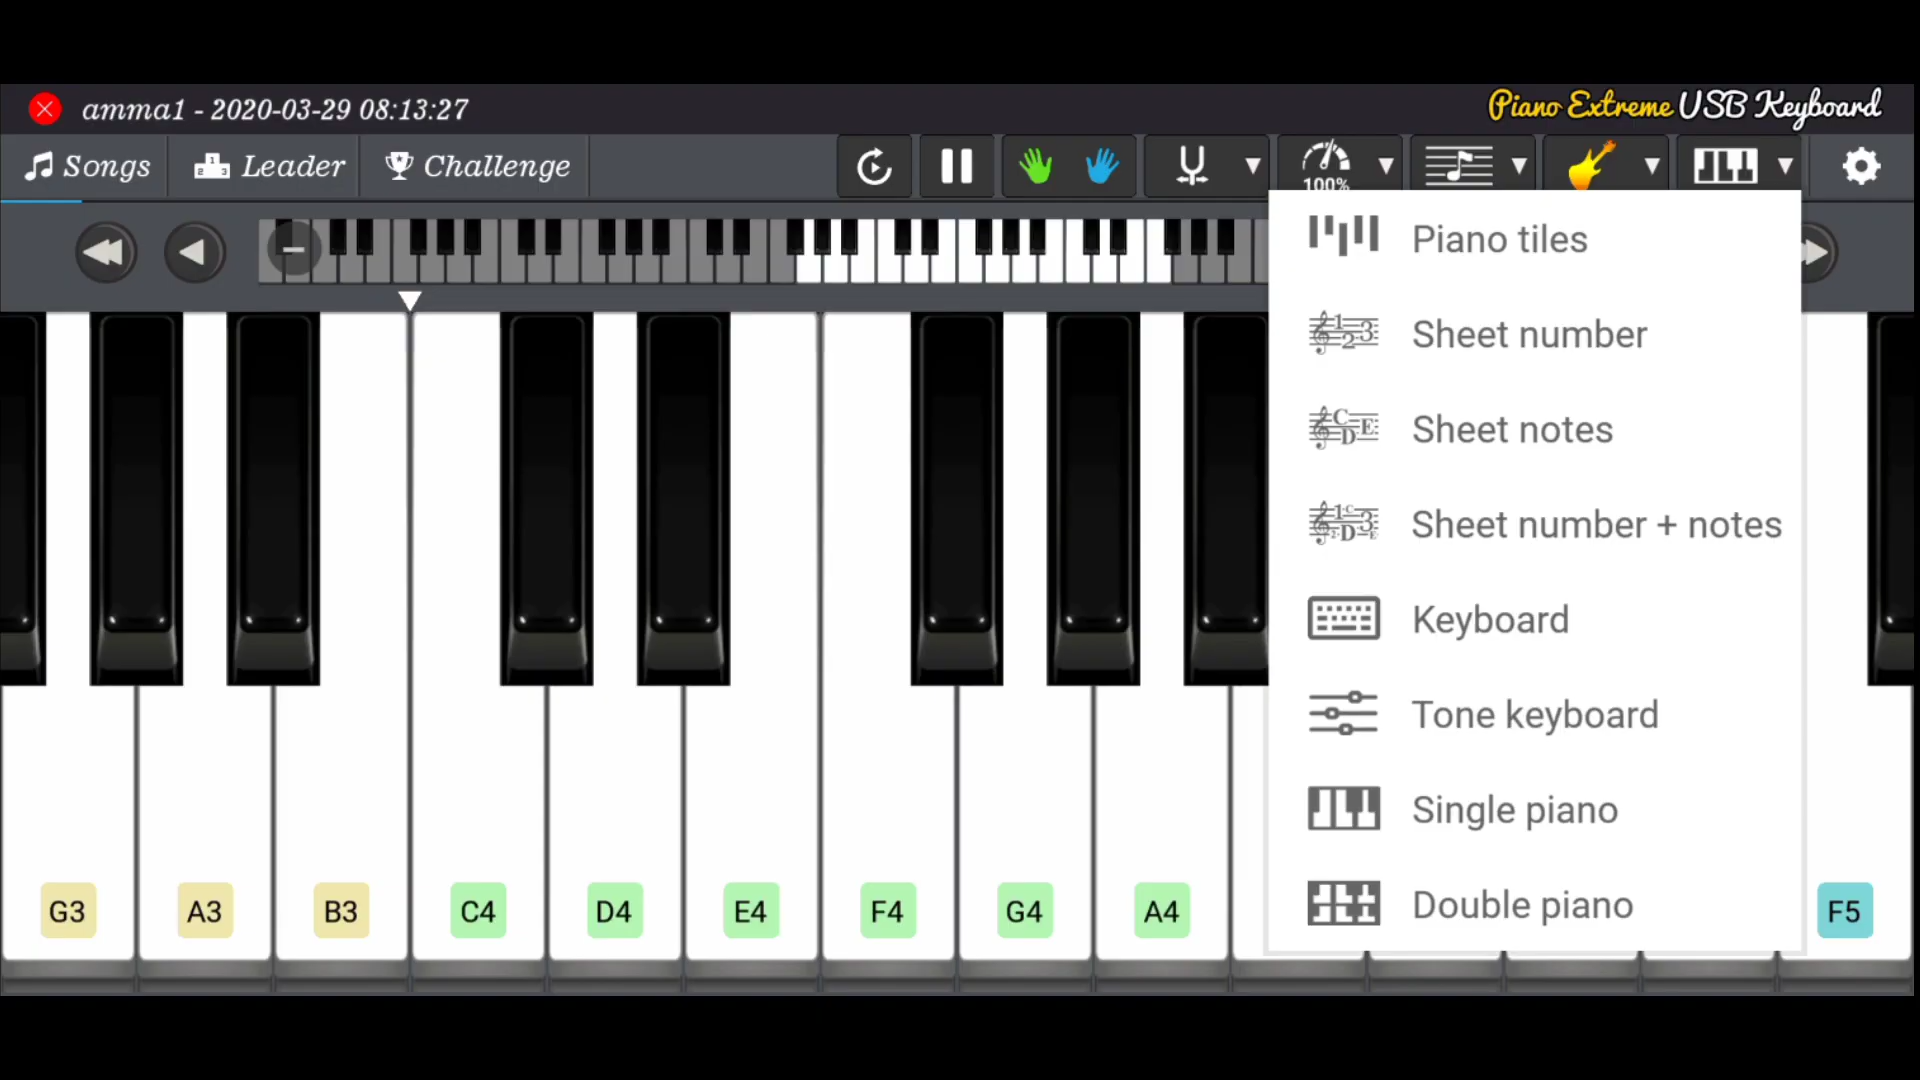 amma1 - 2020-03-29 08:13:27
Piano Extreme USB Keyboard
Songs
Leader
Challenge
100%
Piano tiles
Sheet number
Sheet notes
Sheet number + notes
Keyboard
Tone keyboard
Single piano
Double piano
G3 A3 B3 C4 D4 E4 F4 G4 A4 F5